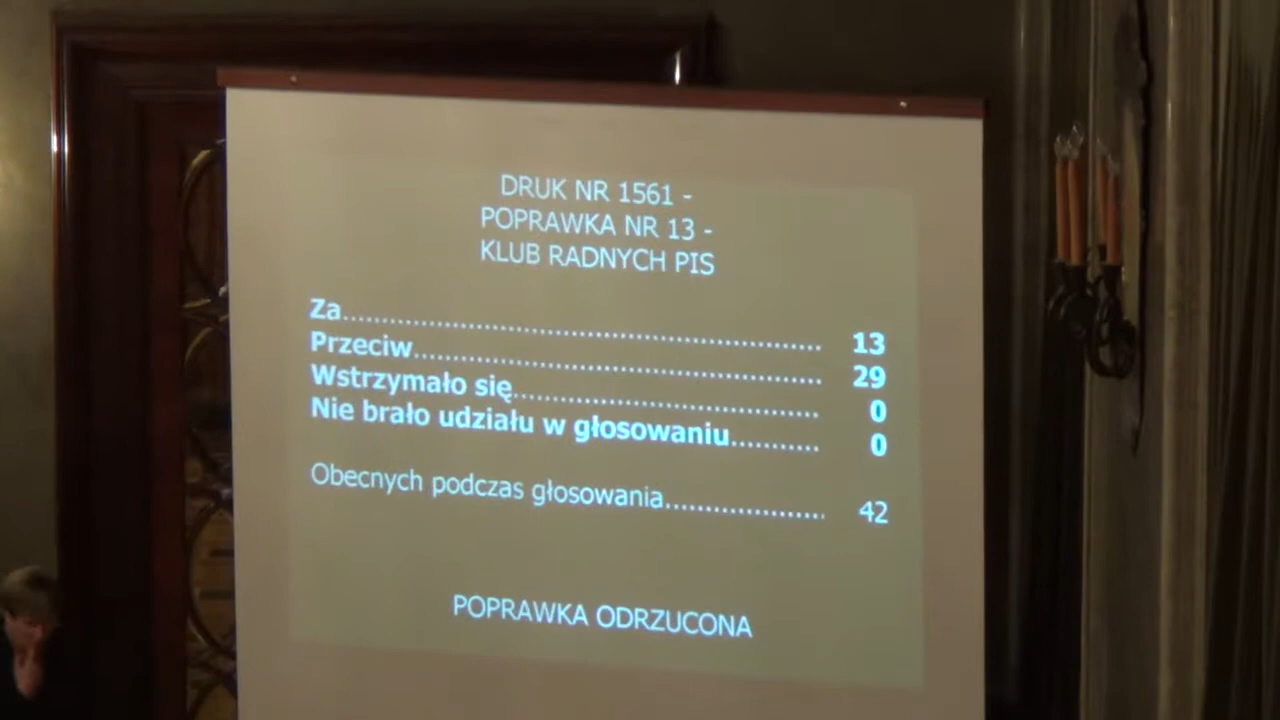 DRUK NR 1561 -
POPRAWKA NR 13 -
KLUB RADNYCH PIS
Za.......................................................................... 13
Przeciw............................................................... 29
Wstrzymało się............................................... 0
Nie brało udziału w głosowaniu.......... 0
Obecnych podczas głosowania........................ 42
POPRAWKA ODRZUCONA